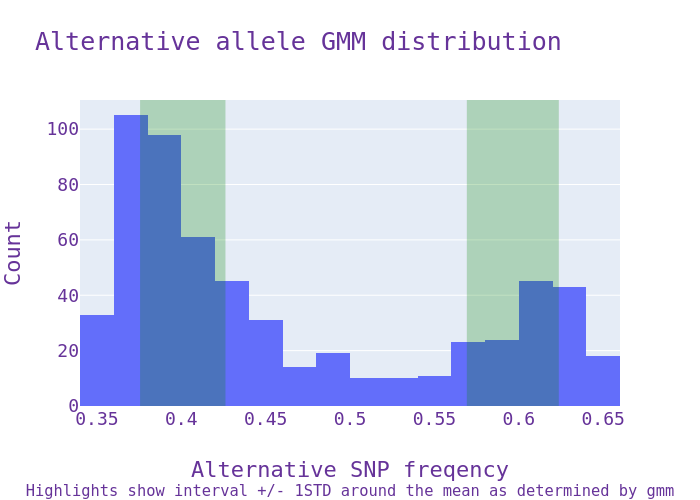 Alternative allele GMM distribution
100
80
60
40
20
0
Count
0.35 0.4 0.45 0.5 0.55 0.6 0.65
Alternative SNP freqency
Highlights show interval +/- 1STD around the mean as determined by gmm